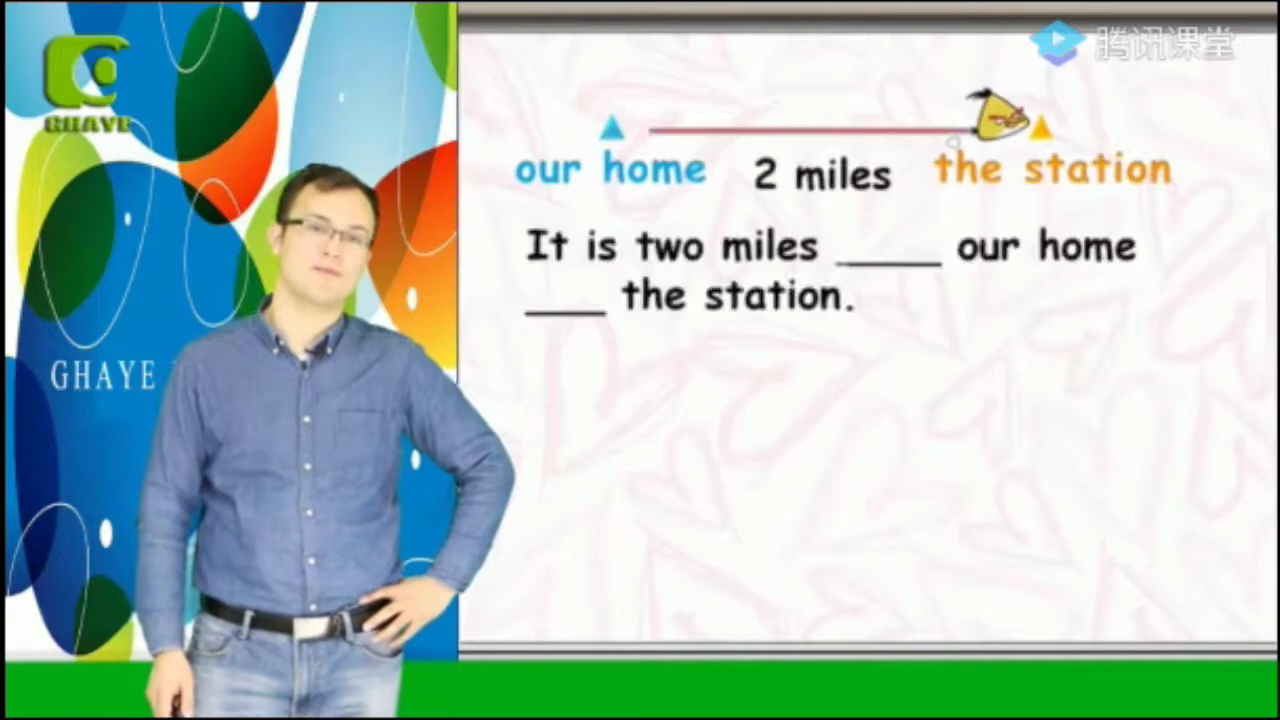 GHAYE
GHAYE
腾讯课堂
our home 2 miles the station
It is two miles _____ our home
____ the station.